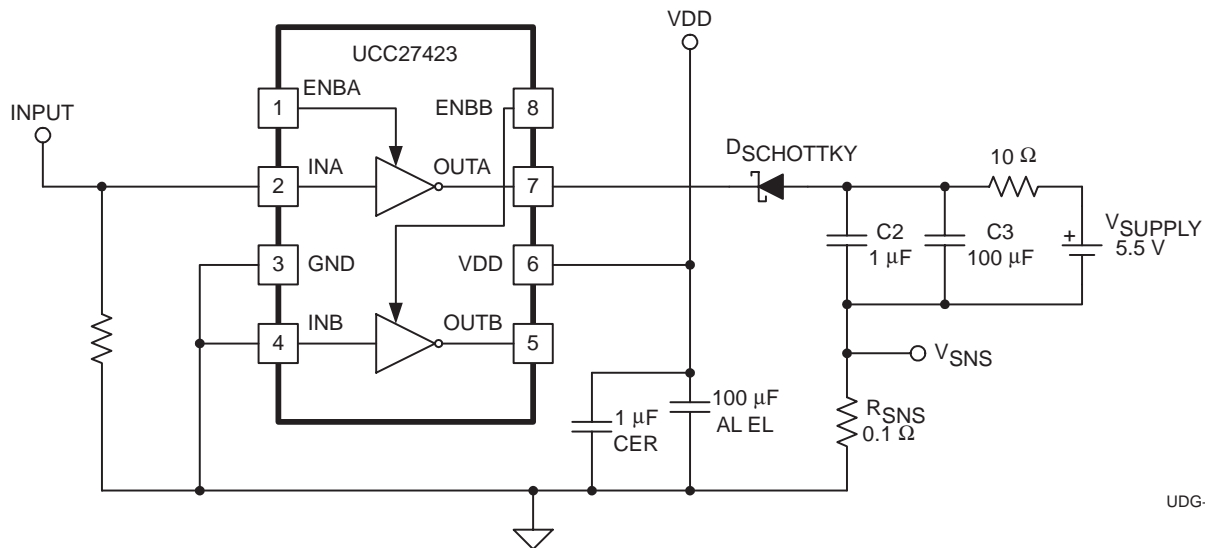 VDD
UCC27423
INPUT
ENBA
ENBB
1
8
INA
OUTA
2
7
DSCHOTTKY
10 Ω
C2
1 μF
C3
100 μF
+
VSUPPLY
5.5 V
3
GND
VDD
6
4
INB
OUTB
5
VSNS
1 μF
CER
100 μF
AL EL
RSNS
0.1 Ω
UDG-